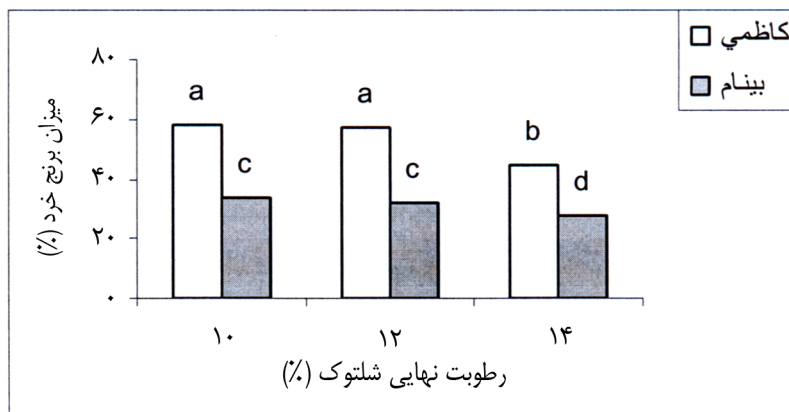 کاظمي
بینام
میزان برنج خرد (٪)
۸۰
۶۰
۴۰
۲۰
۰
a
a
b
c
c
d
۱۰
۱۲
۱۴
رطوبت نهایی شلتوک (٪)